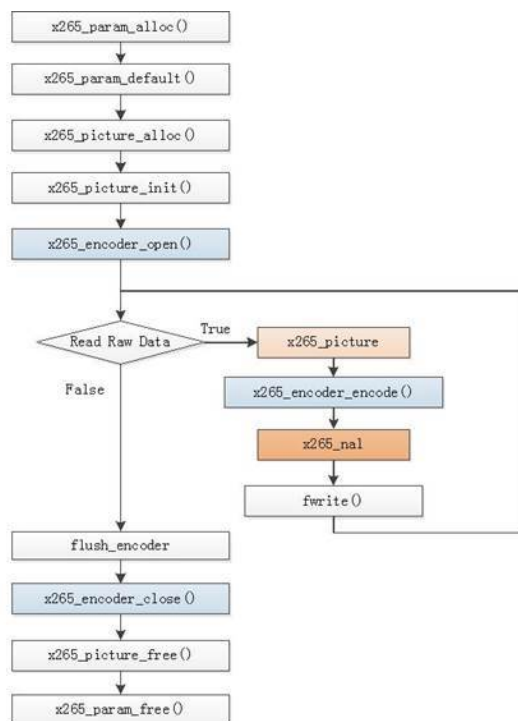 x265_param_alloc()
x265_param_default()
x265_picture_alloc()
x265_picture_init()
x265_encoder_open()
Read Raw Data
True
x265_picture
x265_encoder_encode()
x265_nal
fwrite()
False
flush_encoder
x265_encoder_close()
x265_picture_free()
x265_param_free()